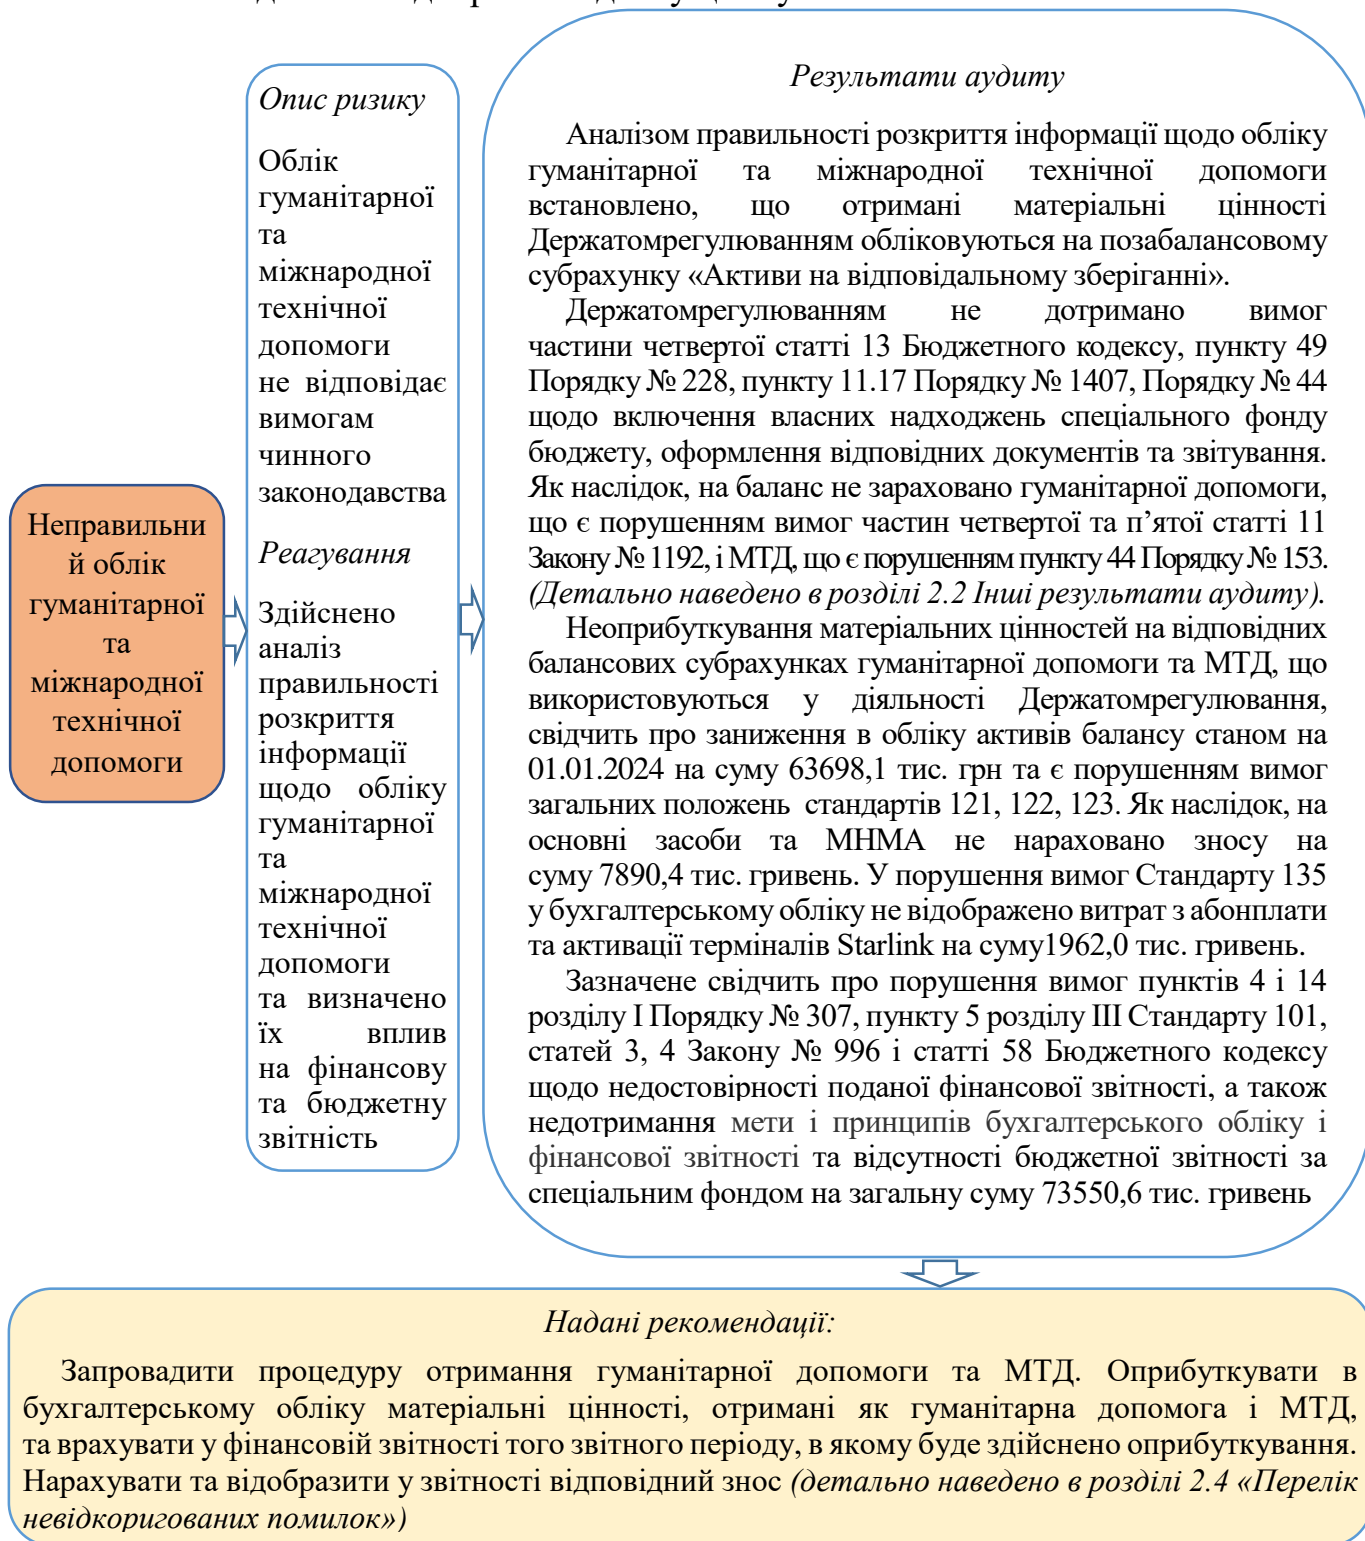 Неправильни
й облік
гуманітарної
та
міжнародної
технічної
допомоги
Опис ризику
Облік
гуманітарної
та
міжнародної
технічної
допомоги
не відповідає
вимогам
чинного
законодавства
Реагування
Здійснено
аналіз
правильності
розкриття
інформації
щодо обліку
гуманітарної
та
міжнародної
технічної
допомоги
та визначено
їх вплив
на фінансову
та бюджетну
звітність
Результати аудиту
Аналізом правильності розкриття інформації щодо обліку
гуманітарної та міжнародної технічної допомоги
встановлено, що отримані матеріальні цінності
Держатомрегулюванням обліковуються на позабалансовому
субрахунку «Активи на відповідальному зберіганні».
Держатомрегулюванням не дотримано вимог
частини четвертої статті 13 Бюджетного кодексу, пункту 49
Порядку № 228, пункту 11.17 Порядку № 1407, Порядку № 44
щодо включення власних надходжень спеціального фонду
бюджету, оформлення відповідних документів та звітування.
Як наслідок, на баланс не зараховано гуманітарної допомоги,
що є порушенням вимог частин четвертої та п’ятої статті 11
Закону № 1192, і МТД, що є порушенням пункту 44 Порядку № 153.
(Детально наведено в розділі 2.2 Інші результати аудиту).
Неоприбуткування матеріальних цінностей на відповідних
балансових субрахунках гуманітарної допомоги та МТД, що
використовуються у діяльності Держатомрегулювання,
свідчить про заниження в обліку активів балансу станом на
01.01.2024 на суму 63698,1 тис. грн та є порушенням вимог
загальних положень стандартів 121, 122, 123. Як наслідок, на
основні засоби та МНМА не нараховано зносу на
суму 7890,4 тис. гривень. У порушення вимог Стандарту 135
у бухгалтерському обліку не відображено витрат з абонплати
та активації терміналів Starlink на суму1962,0 тис. гривень.
Зазначене свідчить про порушення вимог пунктів 4 і 14
розділу І Порядку № 307, пункту 5 розділу ІІІ Стандарту 101,
статей 3, 4 Закону № 996 і статті 58 Бюджетного кодексу
щодо недостовірності поданої фінансової звітності, а також
недотримання мети і принципів бухгалтерського обліку і
фінансової звітності та відсутності бюджетної звітності за
спеціальним фондом на загальну суму 73550,6 тис. гривень
Надані рекомендації:
Запровадити процедуру отримання гуманітарної допомоги та МТД. Оприбуткувати в
бухгалтерському обліку матеріальні цінності, отримані як гуманітарна допомога і МТД,
та врахувати у фінансовій звітності того звітного періоду, в якому буде здійснено оприбуткування.
Нарахувати та відобразити у звітності відповідний знос (детально наведено в розділі 2.4 «Перелік
невідкоригованих помилок»)